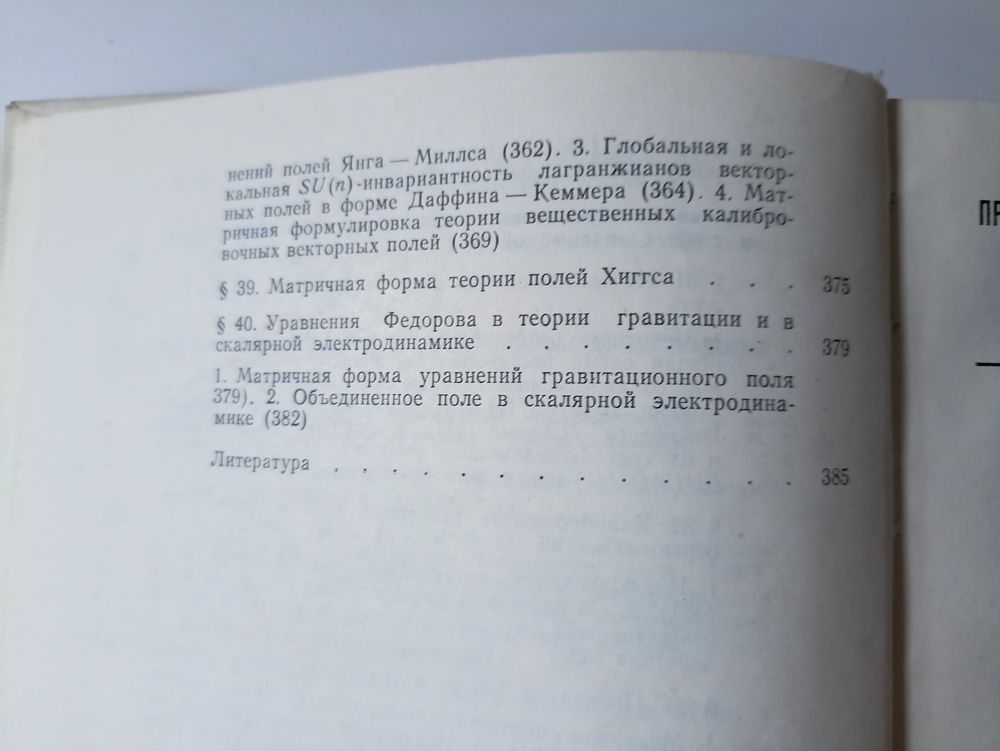 нений полей Янга — Миллса (362). 3. Глобальная и ло-
кальная SU(n)-инвариантность лагранжианов вектор-
ных полей в форме Даффина — Кеммера (364). 4. Мат-
ричная формулировка теории вещественных калибро-
вочных векторных полей (369)
§ 39. Матричная форма теории полей Хиггса . . . 375
§ 40. Уравнения Федорова в теории гравитации и в
скалярной электродинамике . . . . . . . . 379
1. Матричная форма уравнений гравитационного поля
379). 2. Объединенное поле в скалярной электродина-
мике (382)
Литература . . . . . . . . . . . . . 385
ПР